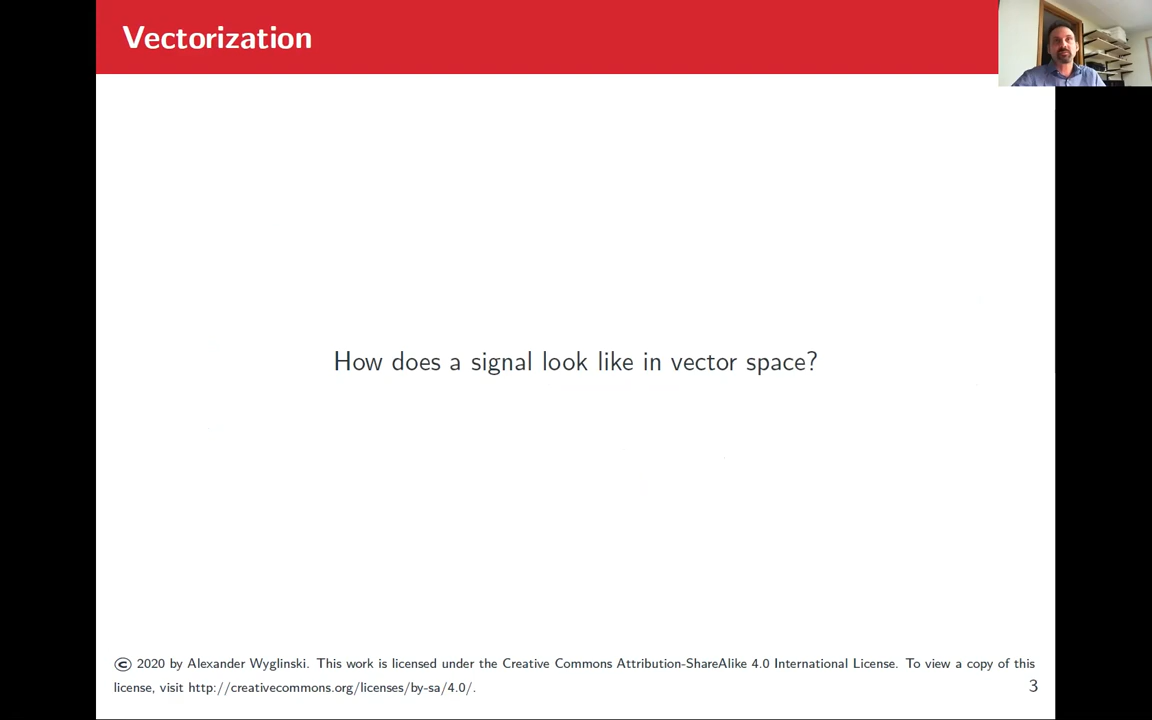 Vectorization
How does a signal look like in vector space?
© 2020 by Alexander Wyglinski. This work is licensed under the Creative Commons Attribution-ShareAlike 4.0 International License. To view a copy of this
license, visit http://creativecommons.org/licenses/by-sa/4.0/.
3